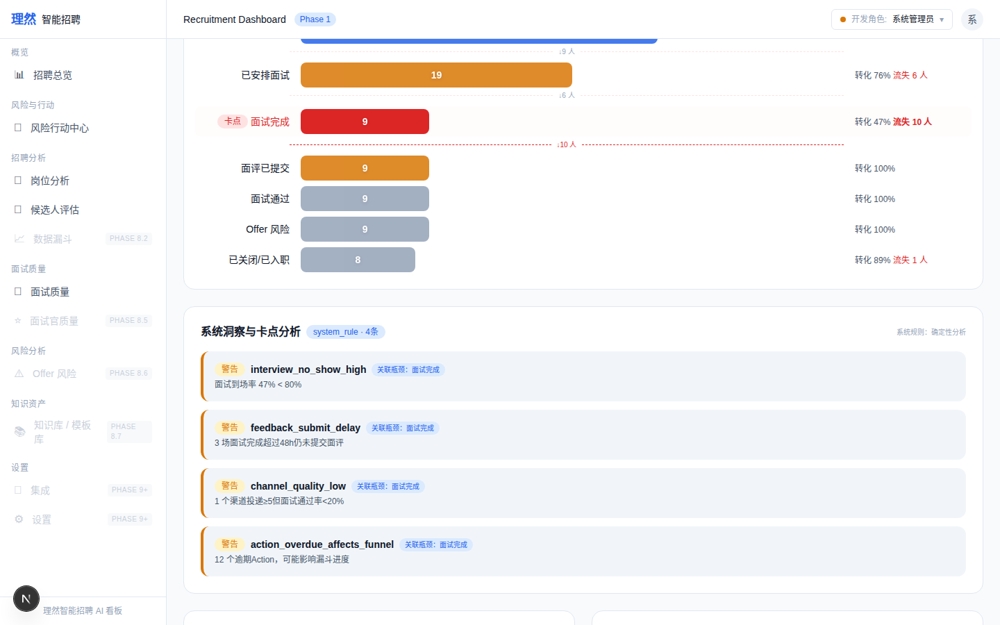 理然 智能招聘
Recruitment Dashboard Phase 1
开发角色: 系统管理员 ▾ 系
概览
招聘总览
风险与行动
风险行动中心
招聘分析
岗位分析
候选人评估
数据漏斗 PHASE 8.2
面试质量
面试质量
面试官质量 PHASE 8.5
风险分析
Offer 风险 PHASE 8.6
知识资产
知识库 / 模板库 PHASE 8.7
设置
集成 PHASE 9+
设置 PHASE 9+
理然智能招聘 AI 看板
↓9 人
已安排面试 19 转化 76% 流失 6 人
↓6 人
卡点 面试完成 9 转化 47% 流失 10 人
↓10 人
面评已提交 9 转化 100%
面试通过 9 转化 100%
Offer 风险 9 转化 100%
已关闭/已入职 8 转化 89% 流失 1 人
系统洞察与卡点分析 system_rule · 4条 系统规则：确定性分析
警告 interview_no_show_high 关联瓶颈：面试完成
面试到场率 47% < 80%
警告 feedback_submit_delay 关联瓶颈：面试完成
3 场面试完成超过48h仍未提交面评
警告 channel_quality_low 关联瓶颈：面试完成
1 个渠道投递≥5但面试通过率<20%
警告 action_overdue_affects_funnel 关联瓶颈：面试完成
12 个逾期Action，可能影响漏斗进度